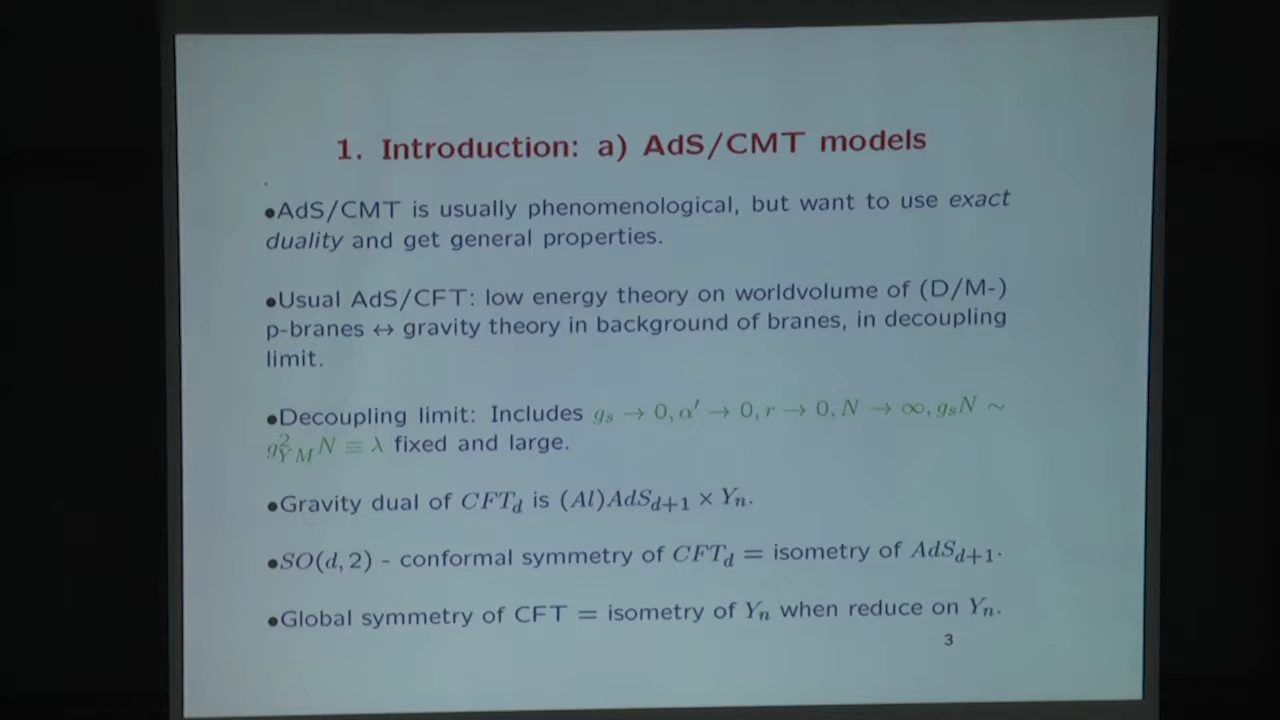 1. Introduction: a) AdS/CMT models
•AdS/CMT is usually phenomenological, but want to use exact
duality and get general properties.
•Usual AdS/CFT: low energy theory on worldvolume of (D/M-)
p-branes ↔ gravity theory in background of branes, in decoupling
limit.
•Decoupling limit: Includes gₛ → 0, α′ → 0, r → 0, N → ∞, gₛN ∼
g²_{YM}N ≡ λ fixed and large.
•Gravity dual of CFT_d is (Al)AdS_{d+1} × Y_n.
•SO(d, 2) - conformal symmetry of CFT_d = isometry of AdS_{d+1}.
•Global symmetry of CFT = isometry of Y_n when reduce on Y_n.
3